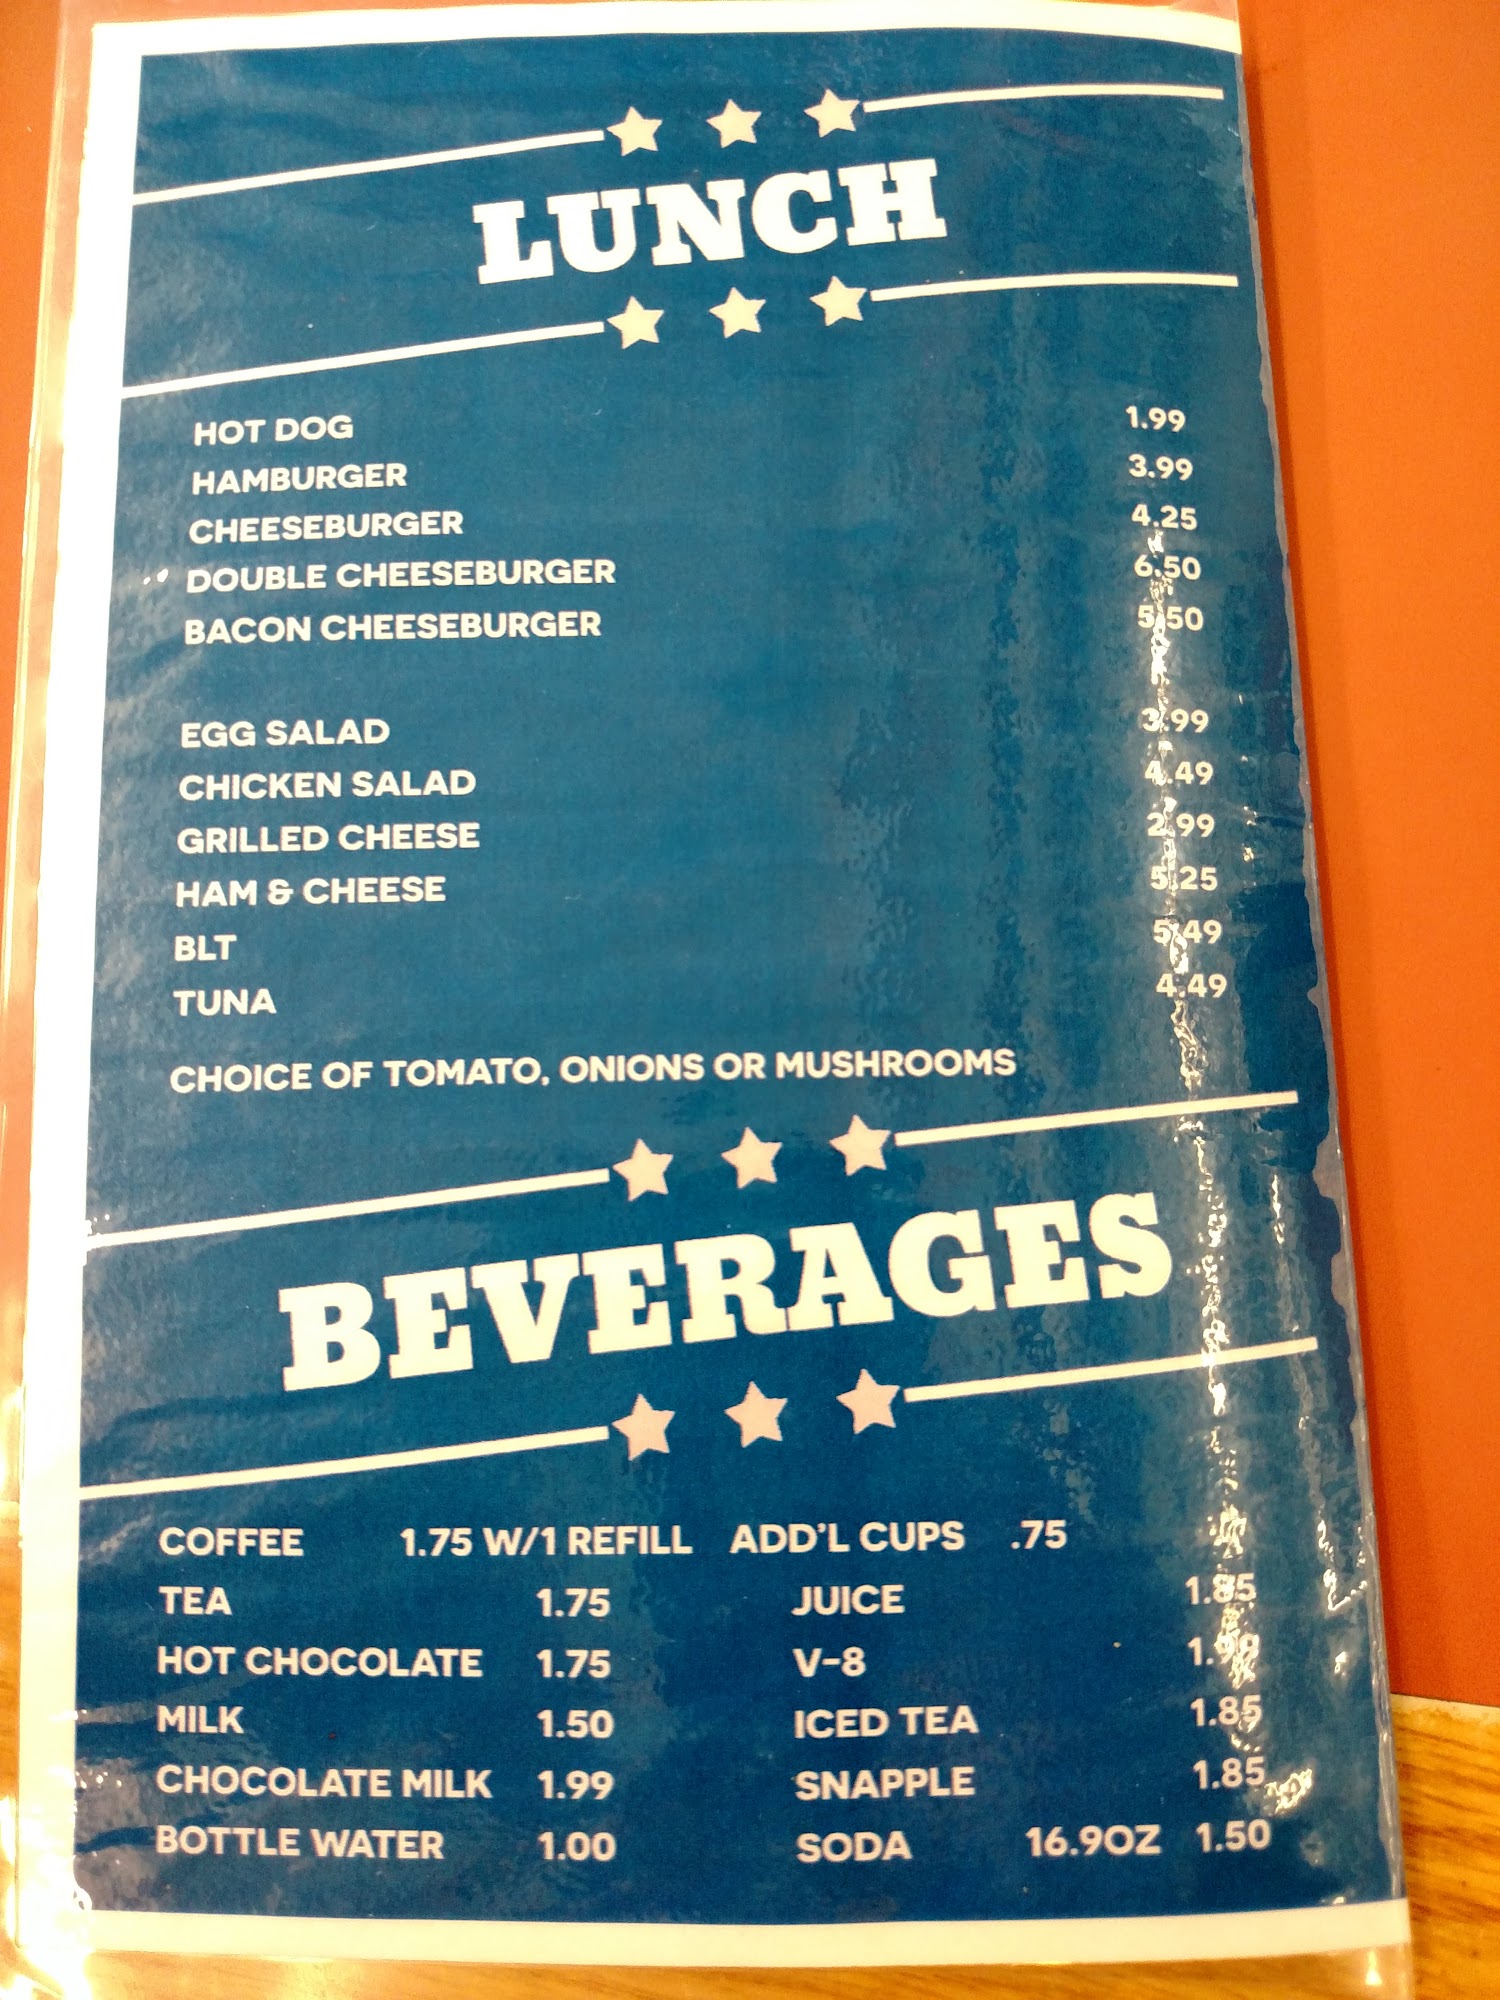 LUNCH
HOT DOG 1.99
HAMBURGER 3.99
CHEESEBURGER 4.25
DOUBLE CHEESEBURGER 6.50
BACON CHEESEBURGER 5.50
EGG SALAD 3.99
CHICKEN SALAD 4.49
GRILLED CHEESE 2.99
HAM & CHEESE 5.25
BLT 5.49
TUNA 4.49
CHOICE OF TOMATO, ONIONS OR MUSHROOMS
BEVERAGES
COFFEE 1.75 W/1 REFILL ADD'L CUPS .75
TEA 1.75 JUICE 1.85
HOT CHOCOLATE 1.75 V-8
MILK 1.50 ICED TEA 1.85
CHOCOLATE MILK 1.99 SNAPPLE 1.85
BOTTLE WATER 1.00 SODA 16.9OZ 1.50